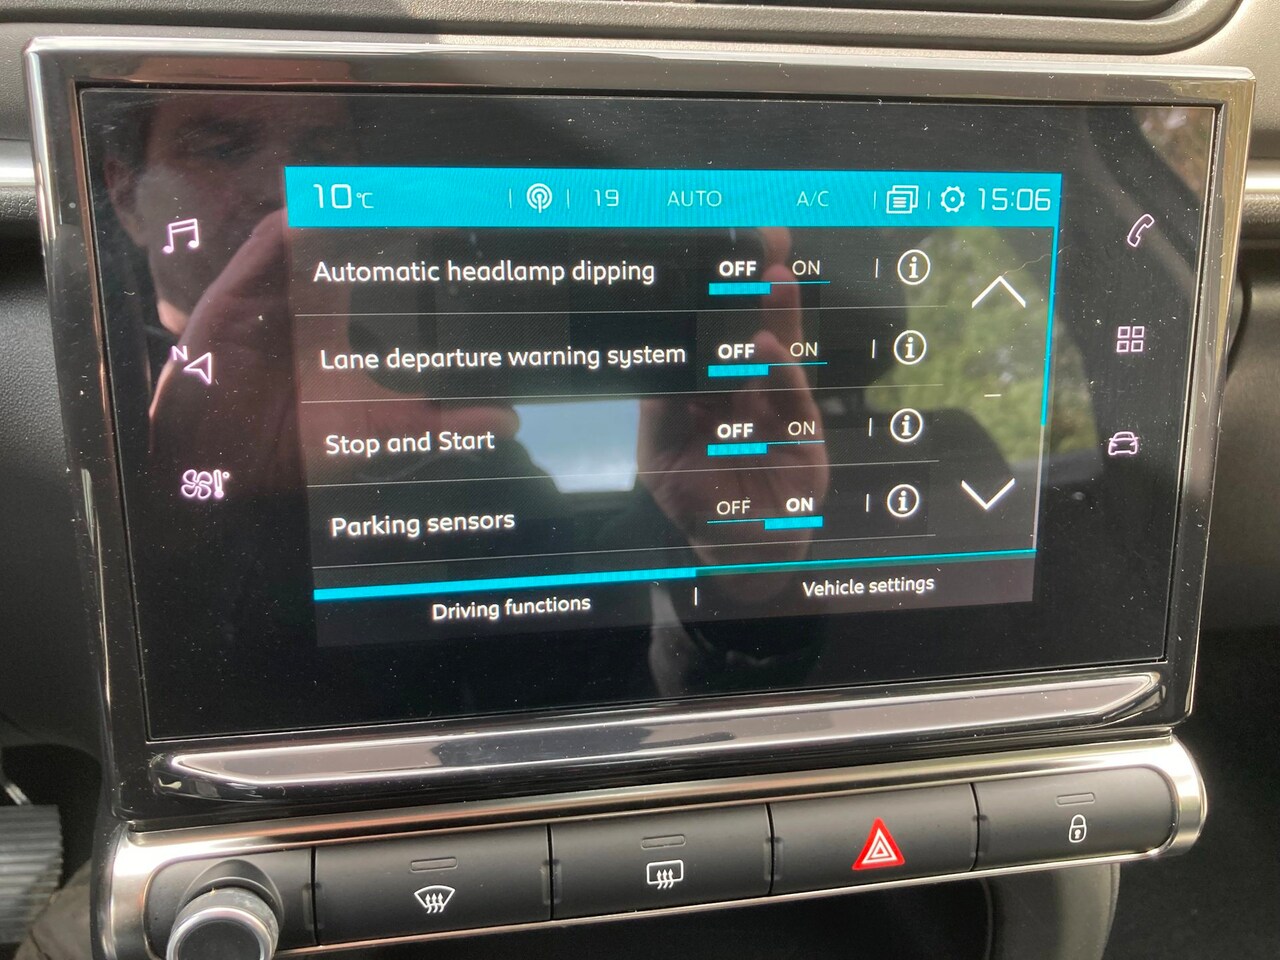 10°C 19 AUTO A/C 15:06
Automatic headlamp dipping OFF ON i
Lane departure warning system OFF ON i
Stop and Start OFF ON i
Parking sensors OFF ON i
Driving functions Vehicle settings
N